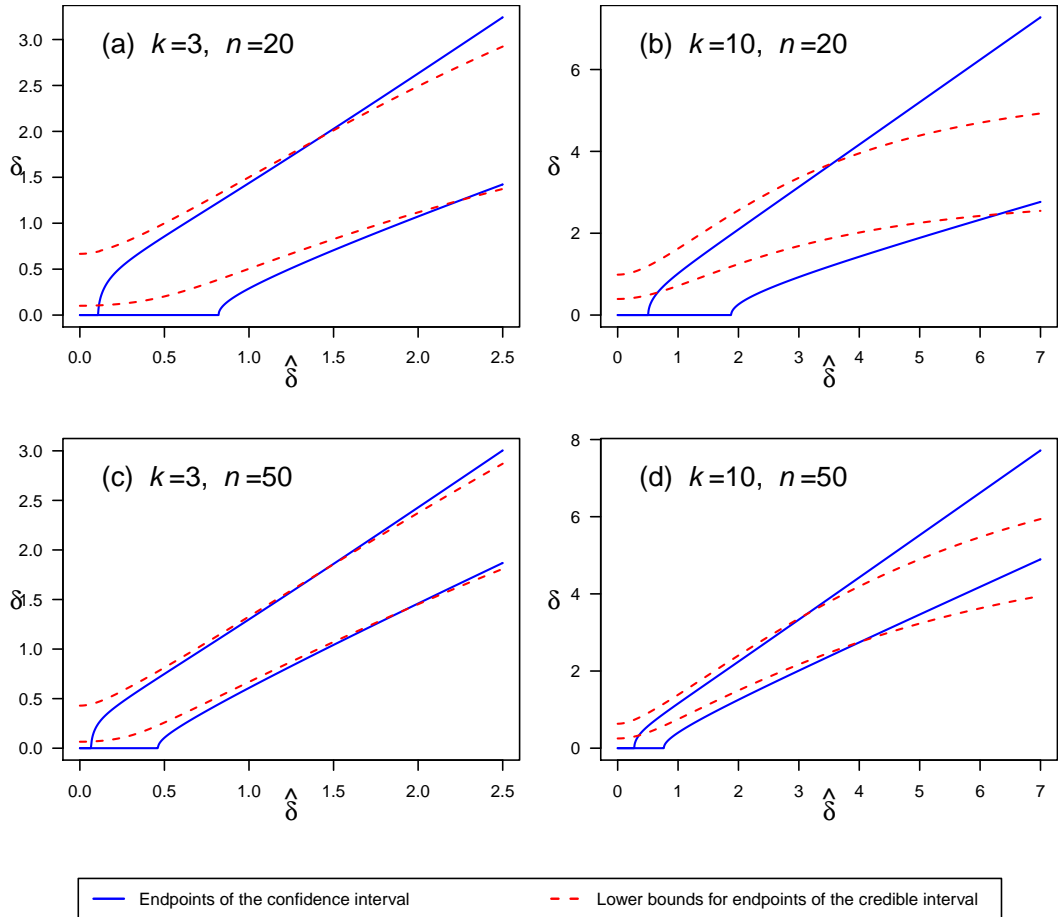 (a) k=3, n=20
3.0
2.5
2.0
1.5
1.0
0.5
0.0
δ
0.0 0.5 1.0 1.5 2.0 2.5
δ̂
(b) k=10, n=20
6
4
2
0
δ
0 1 2 3 4 5 6 7
δ̂
(c) k=3, n=50
3.0
2.5
2.0
1.5
1.0
0.5
0.0
δ
0.0 0.5 1.0 1.5 2.0 2.5
δ̂
(d) k=10, n=50
8
6
4
2
0
δ
0 1 2 3 4 5 6 7
δ̂
Endpoints of the confidence interval
Lower bounds for endpoints of the credible interval